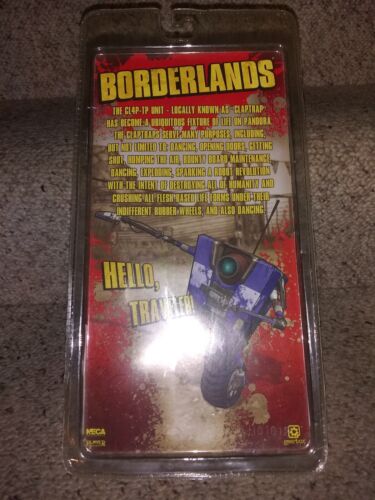 BORDERLANDS
THE CL4P-TP UNIT - LOCALLY KNOWN AS "CLAPTRAP"
HAS BECOME A UBIQUITOUS FIXTURE OF LIFE ON PANDORA.
THE CLAPTRAPS SERVE MANY PURPOSES, INCLUDING,
BUT NOT LIMITED TO: DANCING, OPENING DOORS, GETTING
SHOT, HUMPING THE AIR, BOUNTY BOARD MAINTENANCE,
DANCING, EXPLODING, SPARKING A ROBOT REVOLUTION
WITH THE INTENT OF DESTROYING ALL OF HUMANITY AND
CRUSHING ALL FLESH-BASED LIFE FORMS UNDER THEIR
INDIFFERENT RUBBER WHEELS, AND ALSO DANCING.
HELLO,
TRAVELER!
NECA
gearbox